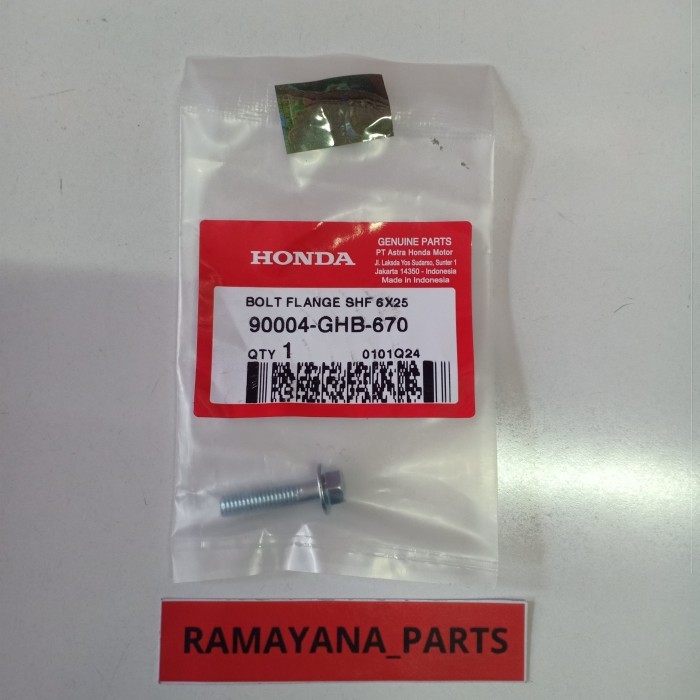 HONDA
GENUINE PARTS
PT Astra Honda Motor
Jl. Laksda Yos Sudarso, Sunter 1
Jakarta 14350 - Indonesia
Made in Indonesia
BOLT FLANGE SHF 6X25
90004-GHB-670
QTY 1 0101Q24
RAMAYANA_PARTS